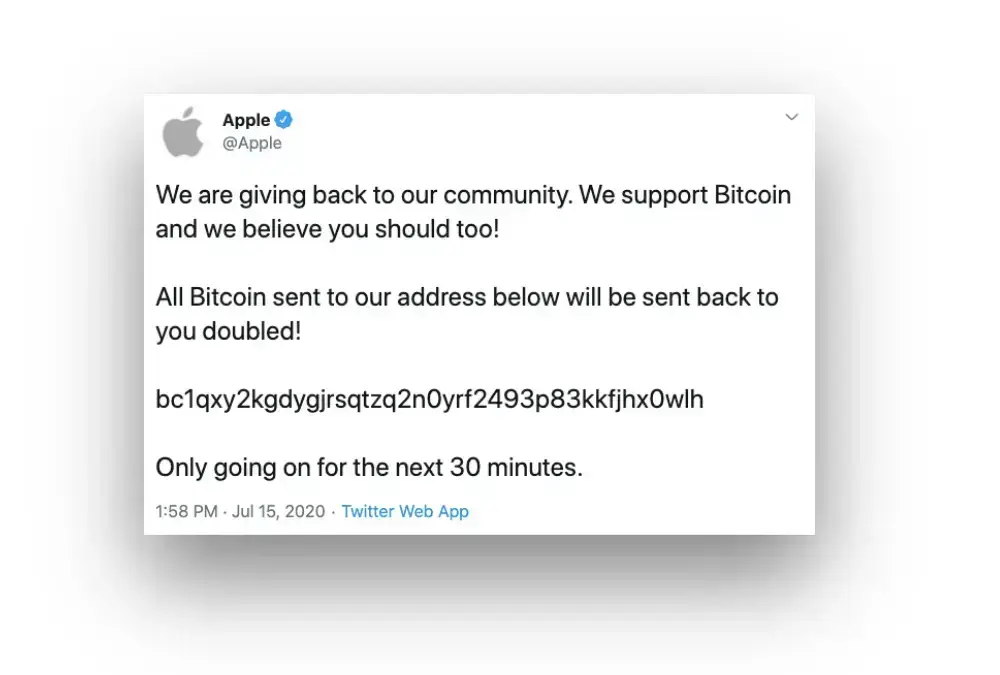 Apple
@Apple
We are giving back to our community. We support Bitcoin
and we believe you should too!
All Bitcoin sent to our address below will be sent back to
you doubled!
bc1qxy2kgdygjrsqtzq2n0yrf2493p83kkfjhx0wlh
Only going on for the next 30 minutes.
1:58 PM · Jul 15, 2020 · Twitter Web App